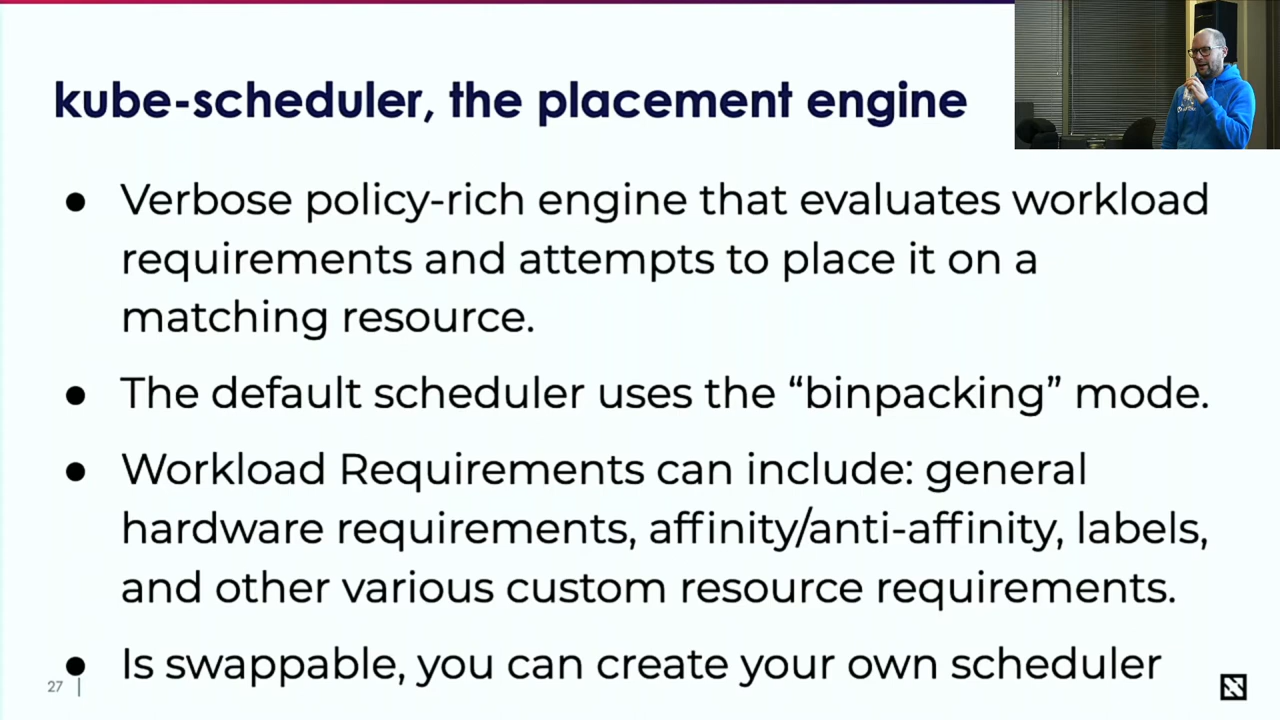 kube-scheduler, the placement engine
● Verbose policy-rich engine that evaluates workload
requirements and attempts to place it on a
matching resource.
● The default scheduler uses the “binpacking” mode.
● Workload Requirements can include: general
hardware requirements, affinity/anti-affinity, labels,
and other various custom resource requirements.
● Is swappable, you can create your own scheduler
27 |